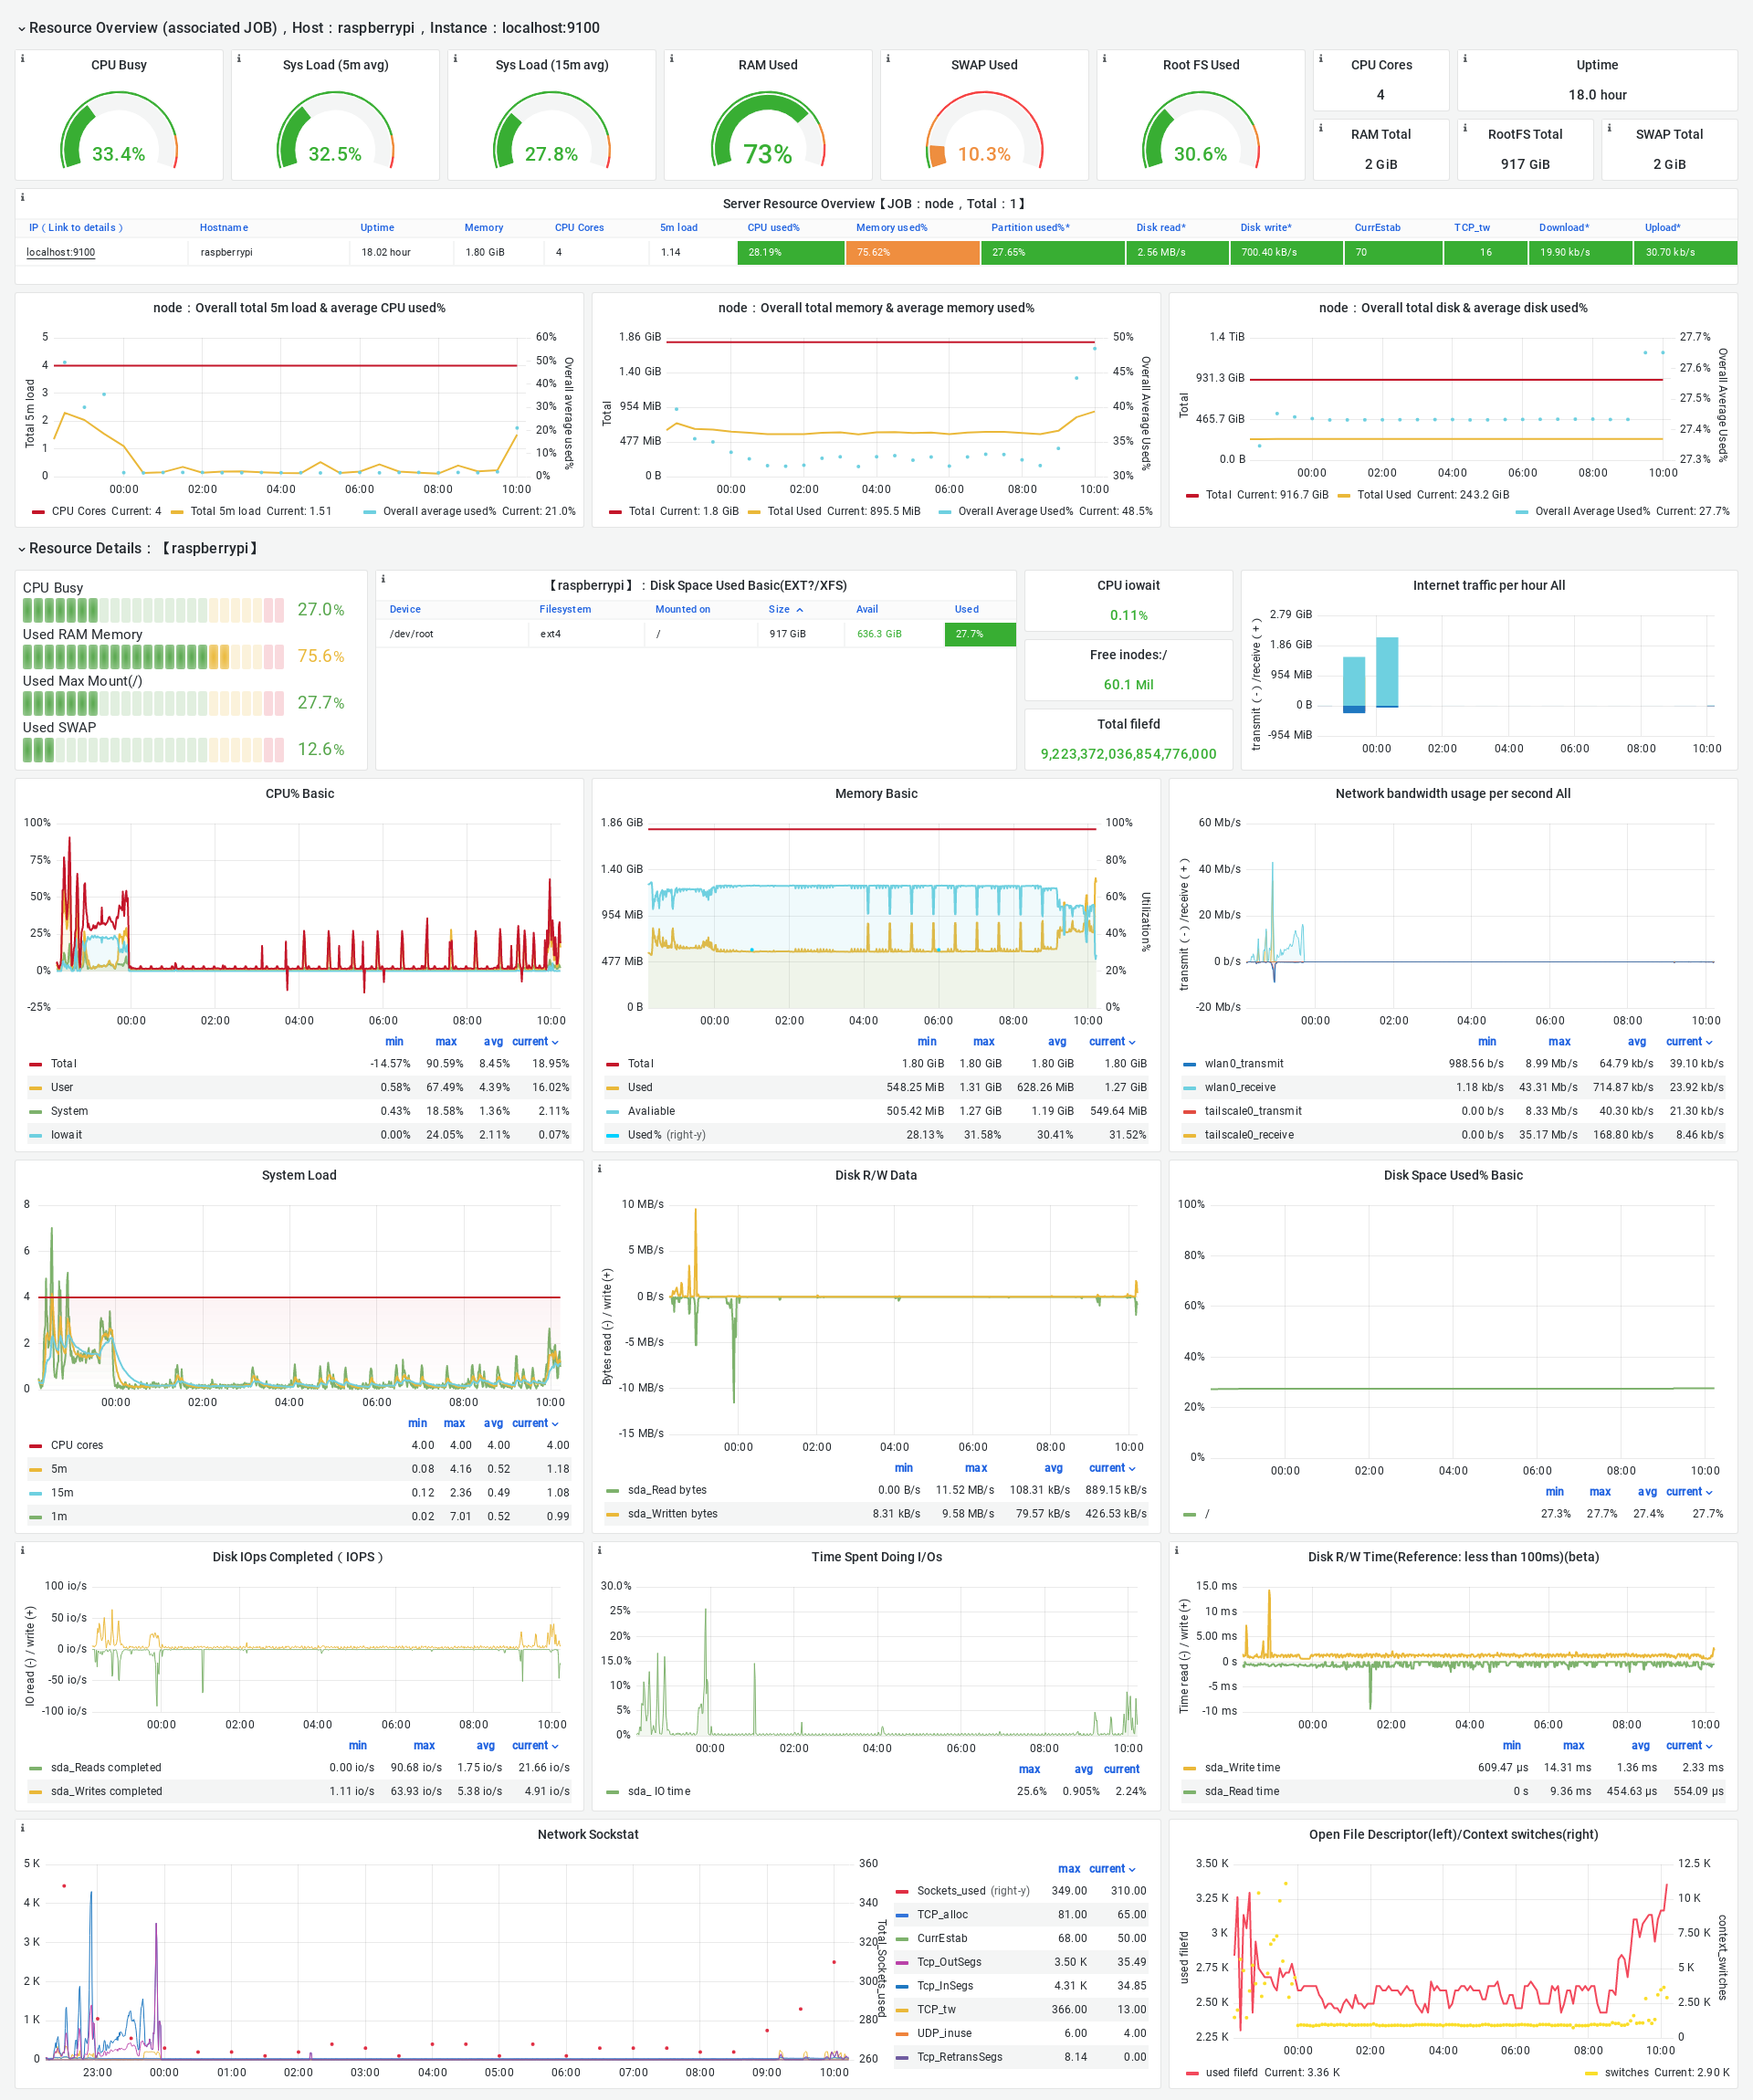 Resource Overview (associated JOB)，Host：raspberrypi，Instance：localhost:9100
CPU Busy
33.4%
Sys Load (5m avg)
32.5%
Sys Load (15m avg)
27.8%
RAM Used
73%
SWAP Used
10.3%
Root FS Used
30.6%
CPU Cores
4
Uptime
18.0 hour
RAM Total
2 GiB
RootFS Total
917 GiB
SWAP Total
2 GiB
Server Resource Overview【JOB：node，Total：1】
IP（Link to details） Hostname Uptime Memory CPU Cores 5m load CPU used% Memory used% Partition used%* Disk read* Disk write* CurrEstab TCP_tw Download* Upload*
localhost:9100 raspberrypi 18.02 hour 1.80 GiB 4 1.14 28.19% 75.62% 27.65% 2.56 MB/s 700.40 kB/s 70 16 19.90 kb/s 30.70 kb/s
node：Overall total 5m load & average CPU used%
Total 5m load
5
4
3
2
1
0
60%
50%
40%
30%
20%
10%
0%
Overall average used%
00:00 02:00 04:00 06:00 08:00 10:00
CPU Cores Current: 4 Total 5m load Current: 1.51 Overall average used% Current: 21.0%
node：Overall total memory & average memory used%
Total
1.86 GiB
1.40 GiB
954 MiB
477 MiB
0 B
50%
45%
40%
35%
30%
Overall Average Used%
00:00 02:00 04:00 06:00 08:00 10:00
Total Current: 1.8 GiB Total Used Current: 895.5 MiB Overall Average Used% Current: 48.5%
node：Overall total disk & average disk used%
Total
1.4 TiB
931.3 GiB
465.7 GiB
0.0 B
27.7%
27.6%
27.5%
27.4%
27.3%
Overall Average Used%
00:00 02:00 04:00 06:00 08:00 10:00
Total Current: 916.7 GiB Total Used Current: 243.2 GiB
Overall Average Used% Current: 27.7%
Resource Details：【raspberrypi】
CPU Busy
27.0%
Used RAM Memory
75.6%
Used Max Mount(/)
27.7%
Used SWAP
12.6%
【raspberrypi】：Disk Space Used Basic(EXT?/XFS)
Device Filesystem Mounted on Size Avail Used
/dev/root ext4 / 917 GiB 636.3 GiB 27.7%
CPU iowait
0.11%
Free inodes:/
60.1 Mil
Total filefd
9,223,372,036,854,776,000
Internet traffic per hour All
transmit（-）/receive（+）
2.79 GiB
1.86 GiB
954 MiB
0 B
-954 MiB
00:00 02:00 04:00 06:00 08:00 10:00
CPU% Basic
100%
75%
50%
25%
0%
-25%
00:00 02:00 04:00 06:00 08:00 10:00
min max avg current
Total -14.57% 90.59% 8.45% 18.95%
User 0.58% 67.49% 4.39% 16.02%
System 0.43% 18.58% 1.36% 2.11%
Iowait 0.00% 24.05% 2.11% 0.07%
Memory Basic
1.86 GiB
1.40 GiB
954 MiB
477 MiB
0 B
100%
80%
60%
40%
20%
0%
Utilization%
00:00 02:00 04:00 06:00 08:00 10:00
min max avg current
Total 1.80 GiB 1.80 GiB 1.80 GiB 1.80 GiB
Used 548.25 MiB 1.31 GiB 628.26 MiB 1.27 GiB
Avaliable 505.42 MiB 1.27 GiB 1.19 GiB 549.64 MiB
Used% (right-y) 28.13% 31.58% 30.41% 31.52%
Network bandwidth usage per second All
transmit（-）/receive（+）
60 Mb/s
40 Mb/s
20 Mb/s
0 b/s
-20 Mb/s
00:00 02:00 04:00 06:00 08:00 10:00
min max avg current
wlan0_transmit 988.56 b/s 8.99 Mb/s 64.79 kb/s 39.10 kb/s
wlan0_receive 1.18 kb/s 43.31 Mb/s 714.87 kb/s 23.92 kb/s
tailscale0_transmit 0.00 b/s 8.33 Mb/s 40.30 kb/s 21.30 kb/s
tailscale0_receive 0.00 b/s 35.17 Mb/s 168.80 kb/s 8.46 kb/s
System Load
8
6
4
2
0
00:00 02:00 04:00 06:00 08:00 10:00
min max avg current
CPU cores 4.00 4.00 4.00 4.00
5m 0.08 4.16 0.52 1.18
15m 0.12 2.36 0.49 1.08
1m 0.02 7.01 0.52 0.99
Disk R/W Data
Bytes read (-) / write (+)
10 MB/s
5 MB/s
0 B/s
-5 MB/s
-10 MB/s
-15 MB/s
00:00 02:00 04:00 06:00 08:00 10:00
min max avg current
sda_Read bytes 0.00 B/s 11.52 MB/s 108.31 kB/s 889.15 kB/s
sda_Written bytes 8.31 kB/s 9.58 MB/s 79.57 kB/s 426.53 kB/s
Disk Space Used% Basic
100%
80%
60%
40%
20%
0%
00:00 02:00 04:00 06:00 08:00 10:00
min max avg current
/ 27.3% 27.7% 27.4% 27.7%
Disk IOps Completed（IOPS）
IO read (-) / write (+)
100 io/s
50 io/s
0 io/s
-50 io/s
-100 io/s
00:00 02:00 04:00 06:00 08:00 10:00
min max avg current
sda_Reads completed 0.00 io/s 90.68 io/s 1.75 io/s 21.66 io/s
sda_Writes completed 1.11 io/s 63.93 io/s 5.38 io/s 4.91 io/s
Time Spent Doing I/Os
30.0%
25%
20%
15.0%
10%
5%
0%
00:00 02:00 04:00 06:00 08:00 10:00
max avg current
sda_ IO time 25.6% 0.905% 2.24%
Disk R/W Time(Reference: less than 100ms)(beta)
Time read (-) / write (+)
15.0 ms
10 ms
5.00 ms
0 s
-5 ms
-10 ms
00:00 02:00 04:00 06:00 08:00 10:00
min max avg current
sda_Write time 609.47 µs 14.31 ms 1.36 ms 2.33 ms
sda_Read time 0 s 9.36 ms 454.63 µs 554.09 µs
Network Sockstat
5 K
4 K
3 K
2 K
1 K
0
360
340
320
300
280
260
Total_Sockets_used
23:00 00:00 01:00 02:00 03:00 04:00 05:00 06:00 07:00 08:00 09:00 10:00
max current
Sockets_used (right-y) 349.00 310.00
TCP_alloc 81.00 65.00
CurrEstab 68.00 50.00
Tcp_OutSegs 3.50 K 35.49
Tcp_InSegs 4.31 K 34.85
TCP_tw 366.00 13.00
UDP_inuse 6.00 4.00
Tcp_RetransSegs 8.14 0.00
Open File Descriptor(left)/Context switches(right)
used filefd
3.50 K
3.25 K
3 K
2.75 K
2.50 K
2.25 K
12.5 K
10 K
7.50 K
5 K
2.50 K
0
context_switches
00:00 02:00 04:00 06:00 08:00 10:00
used filefd Current: 3.36 K switches Current: 2.90 K